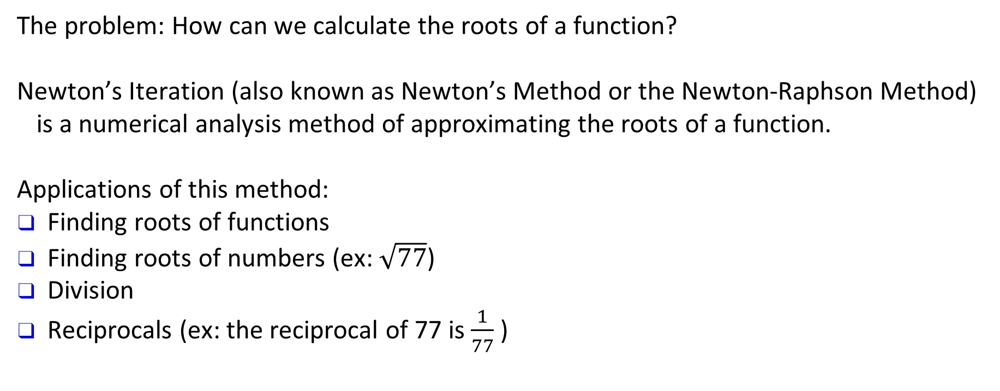 The problem: How can we calculate the roots of a function?
Newton’s Iteration (also known as Newton’s Method or the Newton-Raphson Method)
is a numerical analysis method of approximating the roots of a function.
Applications of this method:
❑ Finding roots of functions
❑ Finding roots of numbers (ex: √77)
❑ Division
❑ Reciprocals (ex: the reciprocal of 77 is 1/77 )